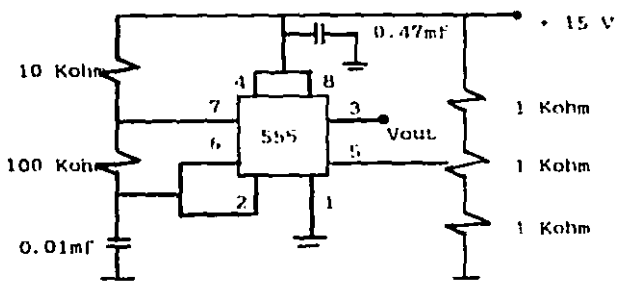 0.47mf
+ 15 V
10 Kohm
4 8
7 3
1 Kohm
555
Vout
6 5
100 Kohm
1 Kohm
2 1
1 Kohm
0.01mf